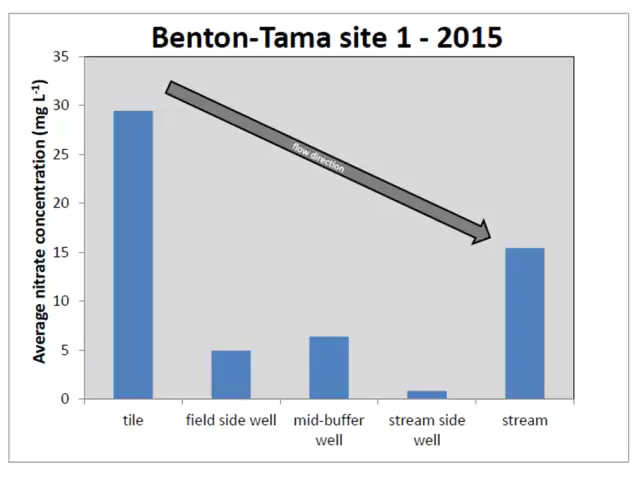 Benton-Tama site 1 - 2015
Average nitrate concentration (mg L-1)
35
30
25
20
15
10
5
0
flow direction
tile
field side well
mid-buffer
well
stream side
well
stream